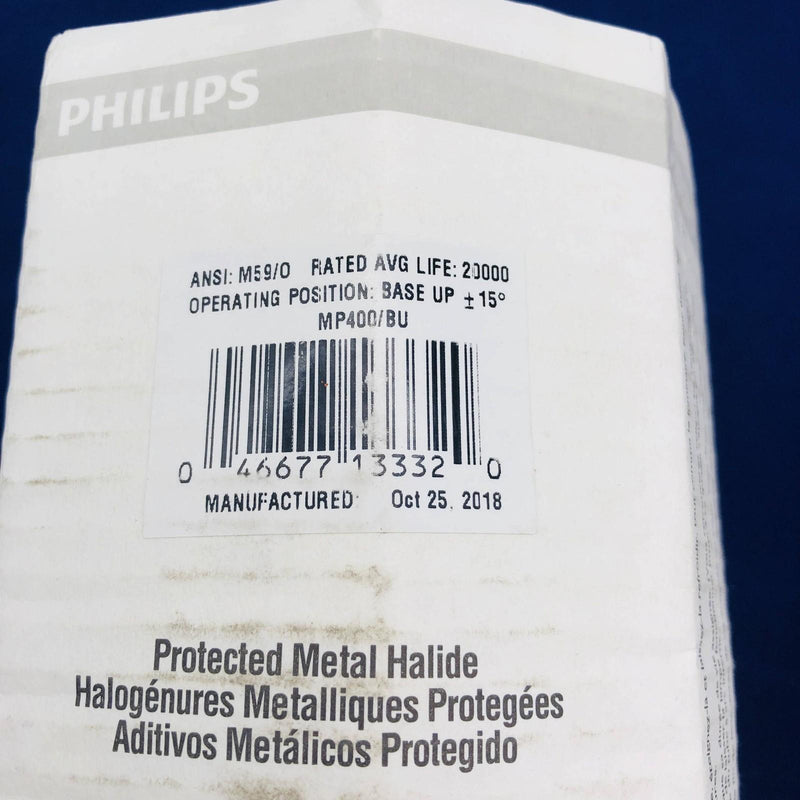 PHILIPS
ANSI: M59/O RATED AVG LIFE: 20000
OPERATING POSITION: BASE UP ±15°
MP400/BU
0 46677 13332 0
MANUFACTURED: Oct 25, 2018
Protected Metal Halide
Halogénures Metalliques Protegées
Aditivos Metálicos Protegido